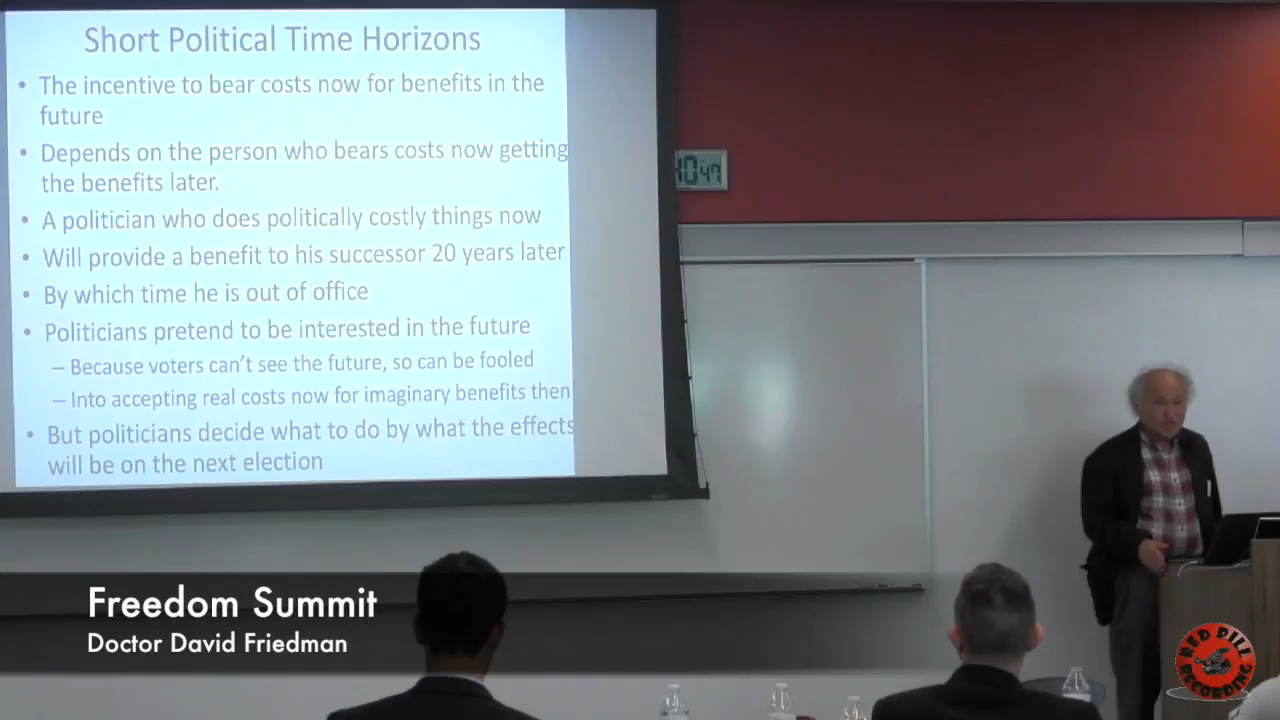 Short Political Time Horizons
• The incentive to bear costs now for benefits in the
future
• Depends on the person who bears costs now getting
the benefits later.
• A politician who does politically costly things now
• Will provide a benefit to his successor 20 years later
• By which time he is out of office
• Politicians pretend to be interested in the future
– Because voters can't see the future, so can be fooled
– Into accepting real costs now for imaginary benefits then
• But politicians decide what to do by what the effects
will be on the next election
10:47
Freedom Summit
Doctor David Friedman
RED PILL
RECORDING